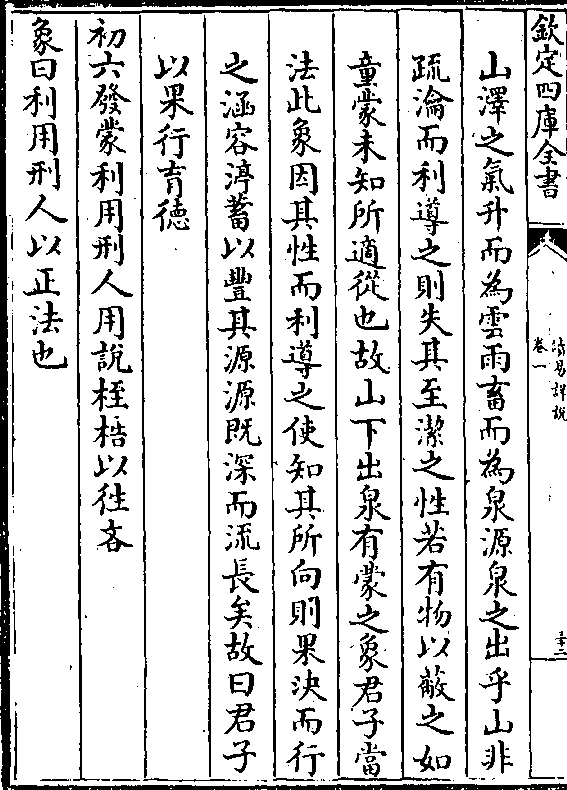 欽定四庫全書
讀易詳說
卷一
山澤之氣升而為雲雨畜而為泉源泉之出乎山非
疏瀹而利導之則失其至潔之性若有物以蔽之如
童蒙未知所適從也故山下出泉有蒙之象君子當
法此象因其性而利導之使知其所向則果決而行
之涵容渟蓄以豐其源源既深而流長矣故曰君子
以果行育徳
初六發蒙利用刑人用說桎梏以徃吝
象曰利用刑人以正法也